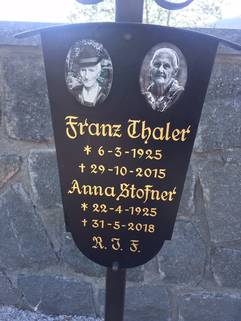 Franz Thaler
* 6-3-1925
† 29-10-2015
Anna Stofner
* 22-4-1925
† 31-5-2018
R. I. F.